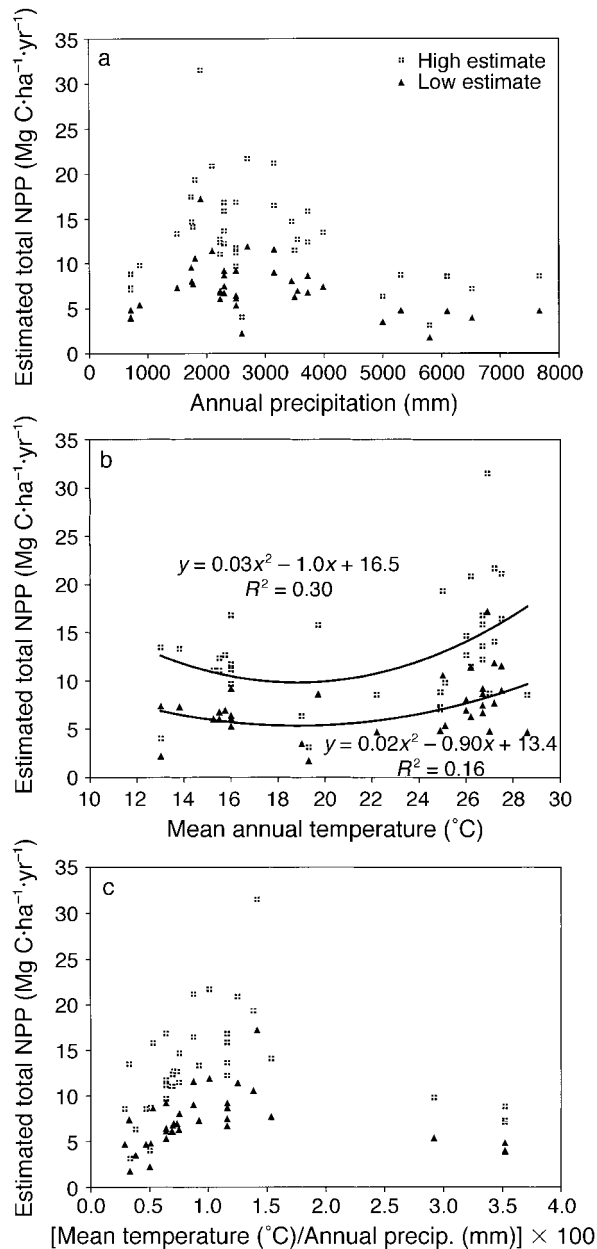 a
High estimate
Low estimate
Estimated total NPP (Mg C·ha⁻¹·yr⁻¹)
35
30
25
20
15
10
5
0
0 1000 2000 3000 4000 5000 6000 7000 8000
Annual precipitation (mm)
b
Estimated total NPP (Mg C·ha⁻¹·yr⁻¹)
35
30
25
20
15
10
5
0
y = 0.03x² − 1.0x + 16.5
R² = 0.30
y = 0.02x² − 0.90x + 13.4
R² = 0.16
10 12 14 16 18 20 22 24 26 28 30
Mean annual temperature (˚C)
c
Estimated total NPP (Mg C·ha⁻¹·yr⁻¹)
35
30
25
20
15
10
5
0
0.0 0.5 1.0 1.5 2.0 2.5 3.0 3.5 4.0
[Mean temperature (˚C)/Annual precip. (mm)] × 100